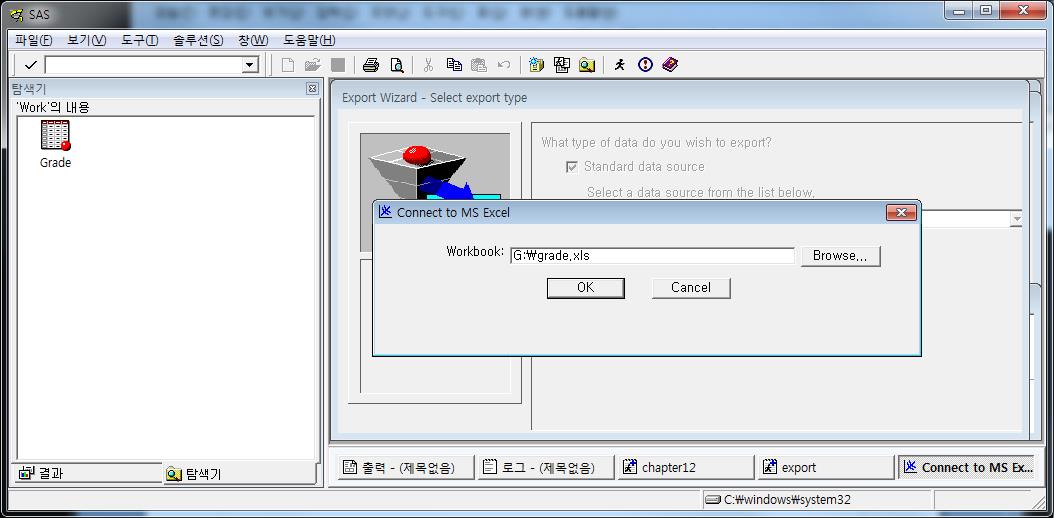 SAS
파일(F) 보기(V) 도구(T) 솔루션(S) 창(W) 도움말(H)
탐색기
'Work'의 내용
Grade
Export Wizard - Select export type
What type of data do you wish to export?
Standard data source
Select a data source from the list below.
Connect to MS Excel
Workbook: G:₩grade.xls Browse...
OK Cancel
결과 탐색기
출력 - (제목없음) 로그 - (제목없음) chapter12 export Connect to MS Ex...
C:₩windows₩system32